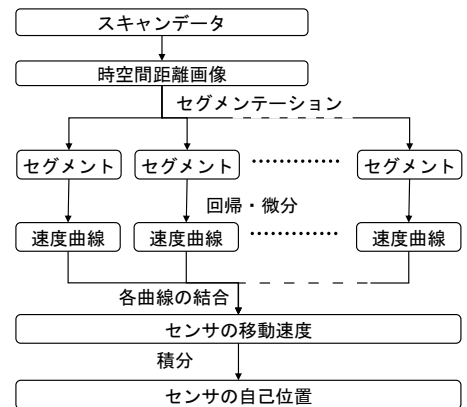 スキャンデータ
時空間距離画像
セグメンテーション
セグメント セグメント セグメント
回帰・微分
速度曲線 速度曲線 速度曲線
各曲線の結合
センサの移動速度
積分
センサの自己位置